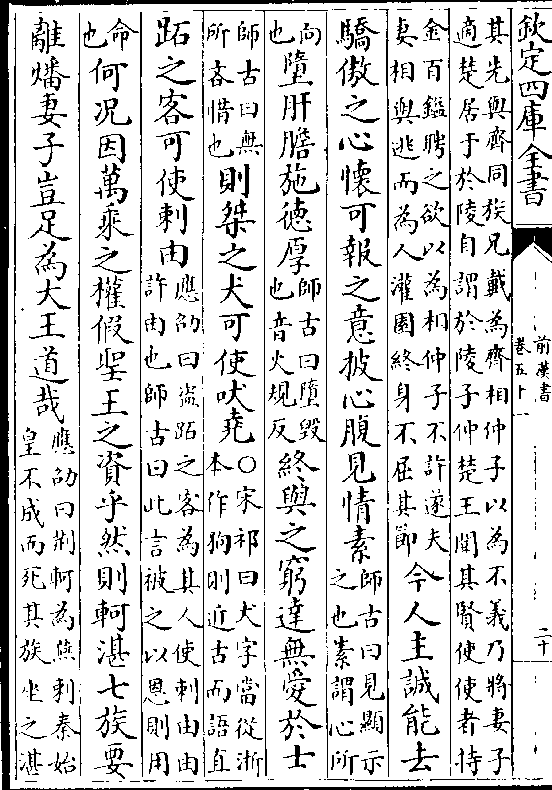 欽定四庫全書
前漢書
卷五十一
二十
其先與齊同族兄戴為齊相仲子以為不義乃將妻子
適楚居于於陵自謂於陵子仲楚王聞其賢使使者持
金百鎰聘之欲以為相仲子不許遂夫
妻相與逃而為人灌園終身不屈其節
今人主誠能去
驕傲之心懷可報之意披心腹見情素
師古曰見顯示
之也素謂心所
向
也
墮肝膽施徳厚
師古曰墮毀
也音火規反
終與之窮達無愛於士
師古曰無
所吝惜也
則桀之犬可使吠堯
○宋祁曰犬字當從浙
本作狗則近古而語直
跖之客可使刺由
應劭曰盜跖之客為其人使刺由由
許由也師古曰此言被之以恩則用
命
也
何况因萬乘之權假聖王之資乎然則軻湛七族要
離燔妻子豈足為大王道哉
應劭曰荆軻為燕刺秦始
皇不成而死其族坐之湛